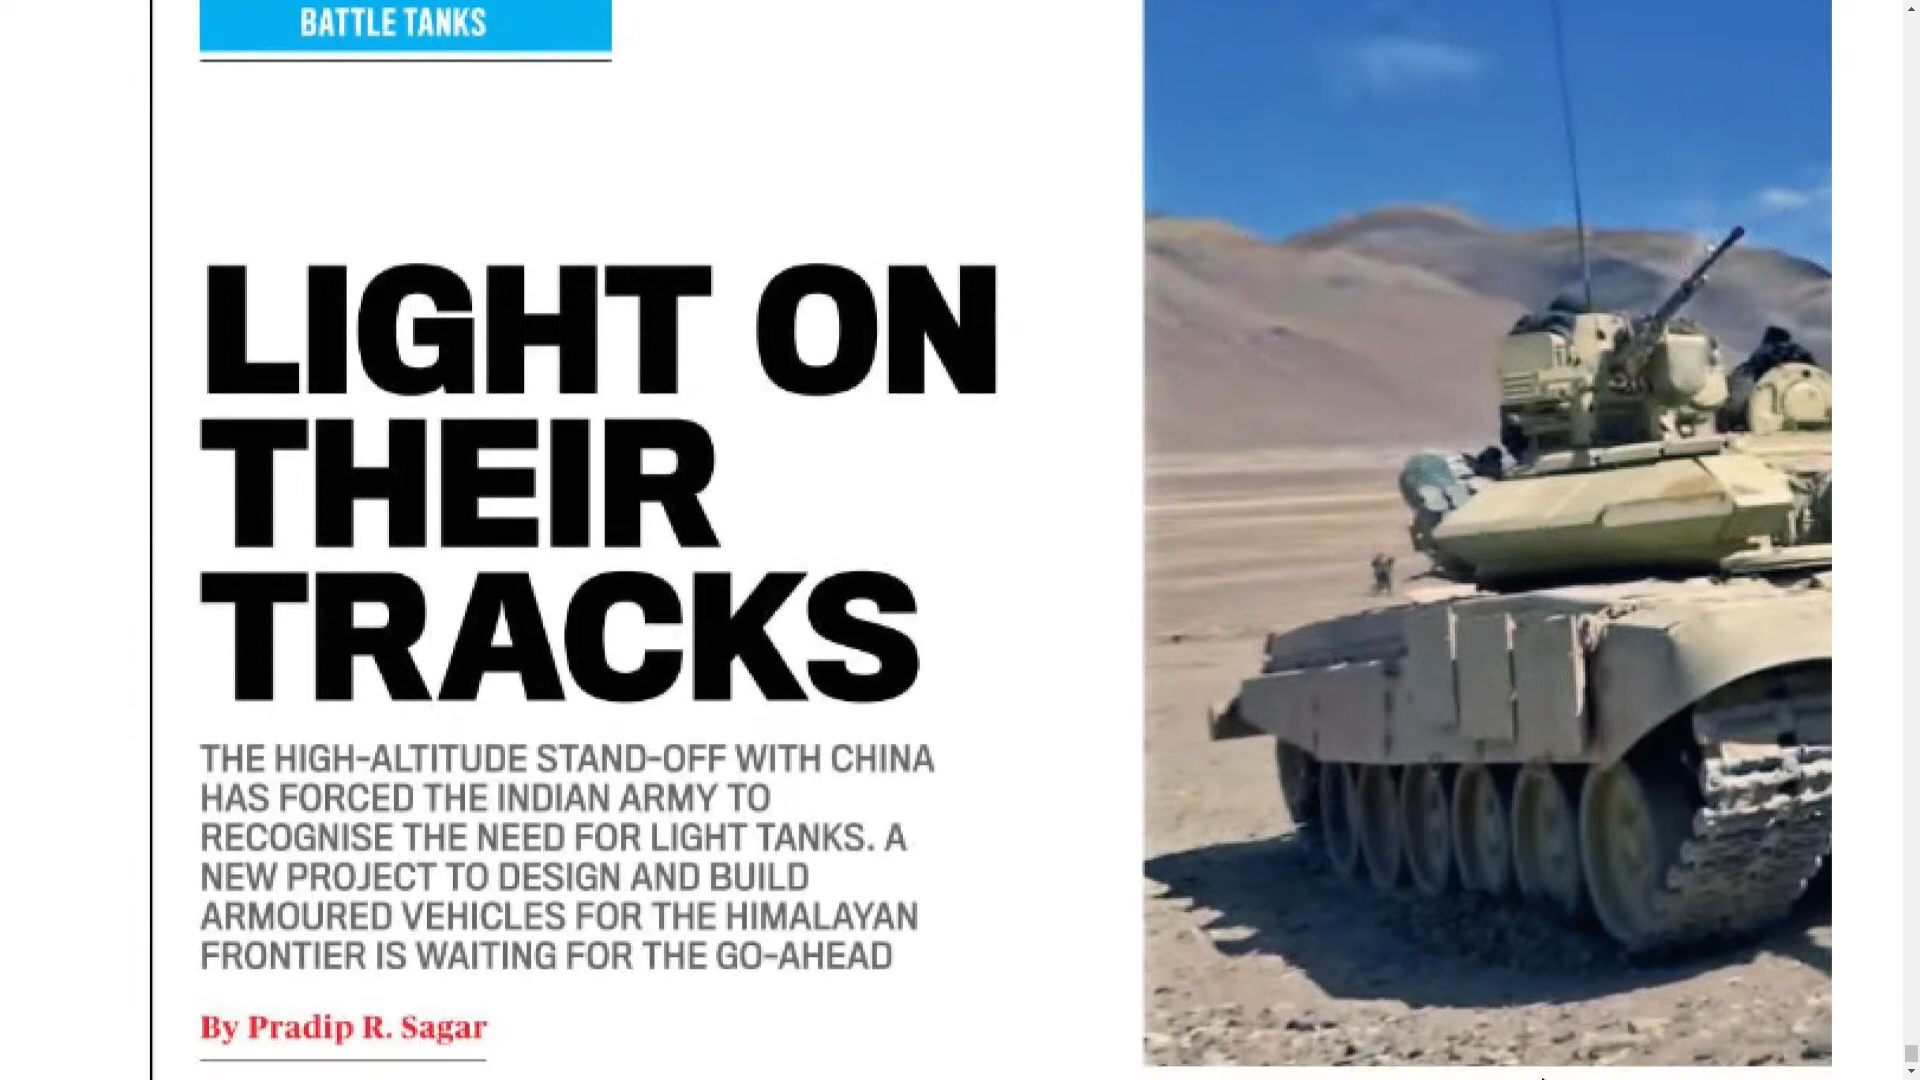 BATTLE TANKS
LIGHT ON
THEIR
TRACKS
THE HIGH-ALTITUDE STAND-OFF WITH CHINA
HAS FORCED THE INDIAN ARMY TO
RECOGNISE THE NEED FOR LIGHT TANKS. A
NEW PROJECT TO DESIGN AND BUILD
ARMOURED VEHICLES FOR THE HIMALAYAN
FRONTIER IS WAITING FOR THE GO-AHEAD
By Pradip R. Sagar